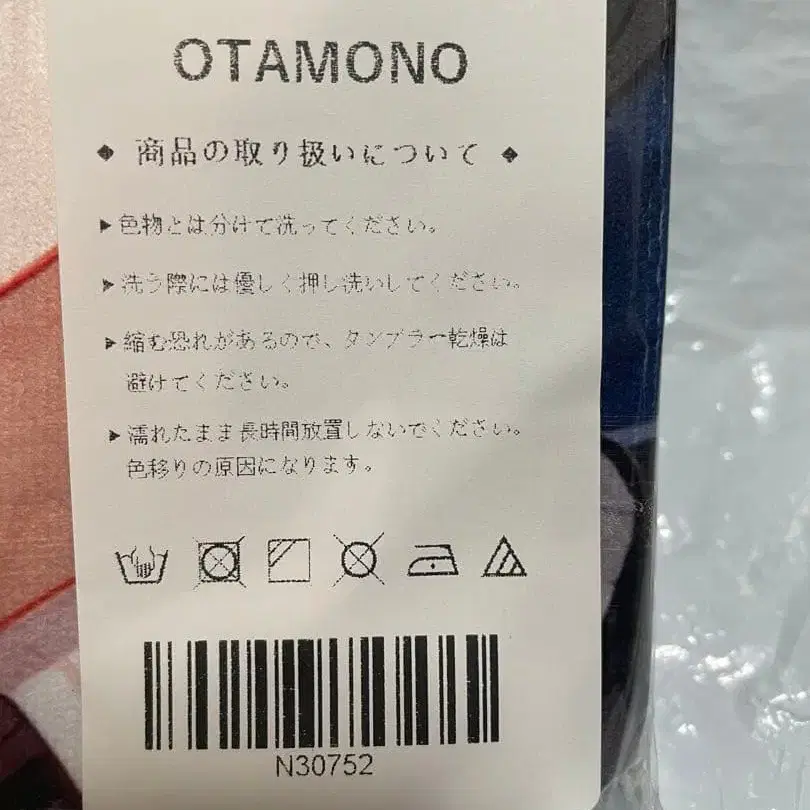 OTAMONO
◆ 商品の取り扱いについて ◆
▶色物とは分けて洗ってください。
▶洗う際には優しく押し洗いしてください。
▶縮む恐れがあるので、タンブラー乾燥は
避けてください。
▶濡れたまま長時間放置しないでください。
色移りの原因になります。
N30752